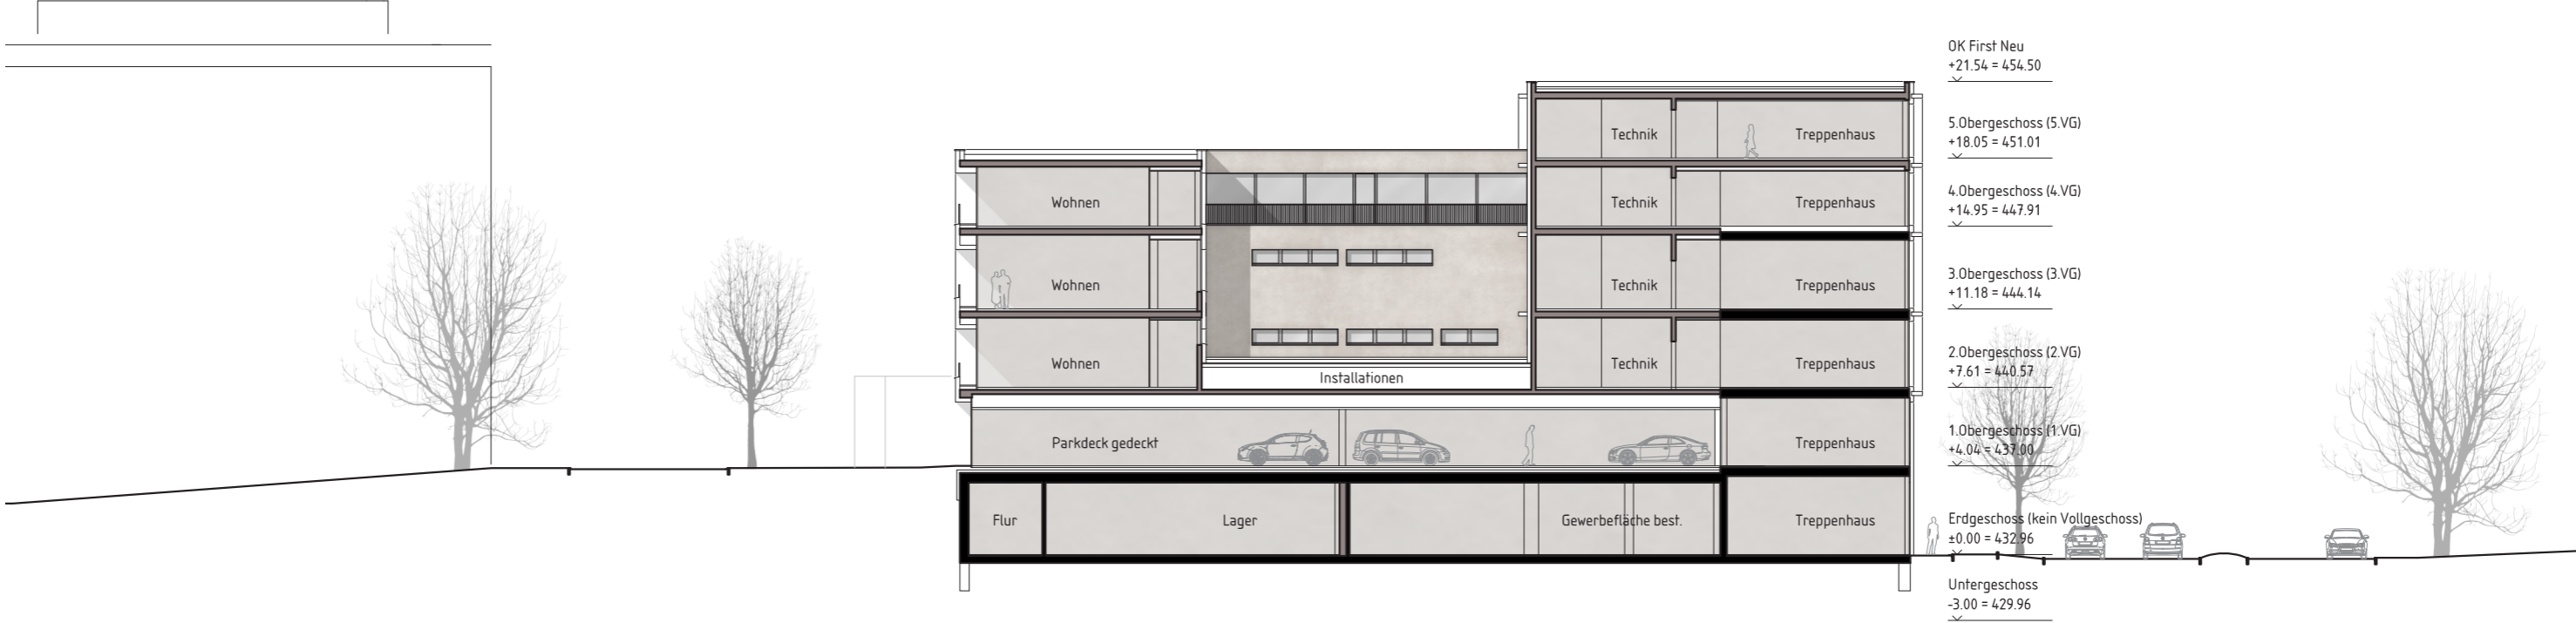 OK First Neu
+21.54 = 454.50
Technik
Treppenhaus
5.Obergeschoss (5.VG)
+18.05 = 451.01
Wohnen
Technik
Treppenhaus
4.Obergeschoss (4.VG)
+14.95 = 447.91
Wohnen
Technik
Treppenhaus
3.Obergeschoss (3.VG)
+11.18 = 444.14
Wohnen
Installationen
Technik
Treppenhaus
2.Obergeschoss (2.VG)
+7.61 = 440.57
Parkdeck gedeckt
Treppenhaus
1.Obergeschoss (1.VG)
+4.04 = 437.00
Flur
Lager
Gewerbefläche best.
Treppenhaus
Erdgeschoss (kein Vollgeschoss)
±0.00 = 432.96
Untergeschoss
-3.00 = 429.96